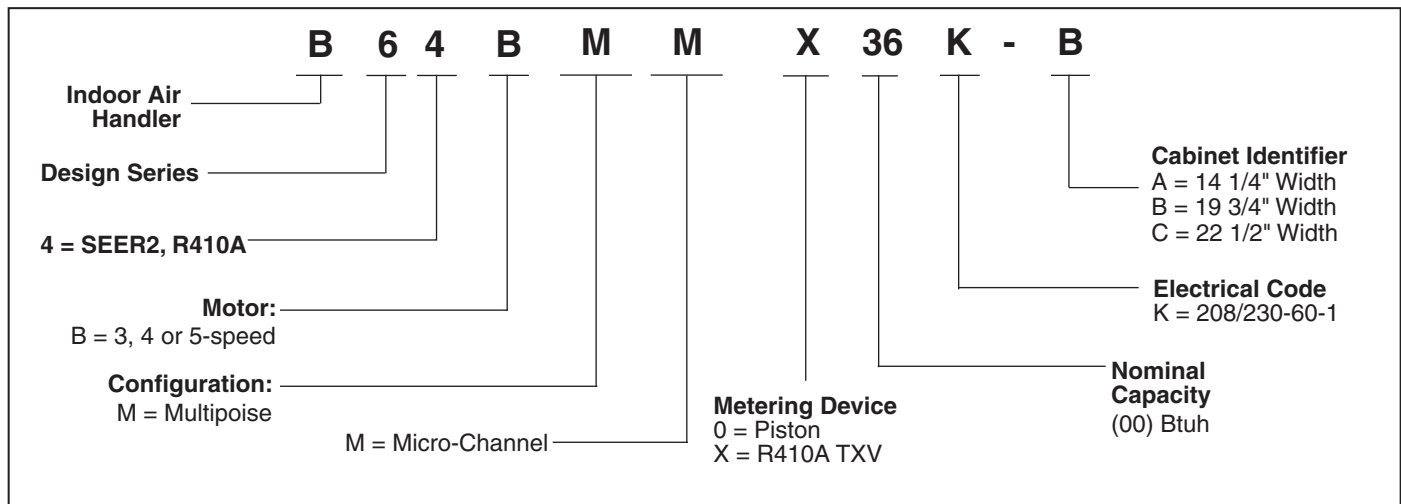 B 6 4 B M M X 36 K - B
Indoor Air
Handler
Design Series
4 = SEER2, R410A
Motor:
B = 3, 4 or 5-speed
Configuration:
M = Multipoise
M = Micro-Channel
Metering Device
0 = Piston
X = R410A TXV
Nominal
Capacity
(00) Btuh
Electrical Code
K = 208/230-60-1
Cabinet Identifier
A = 14 1/4" Width
B = 19 3/4" Width
C = 22 1/2" Width